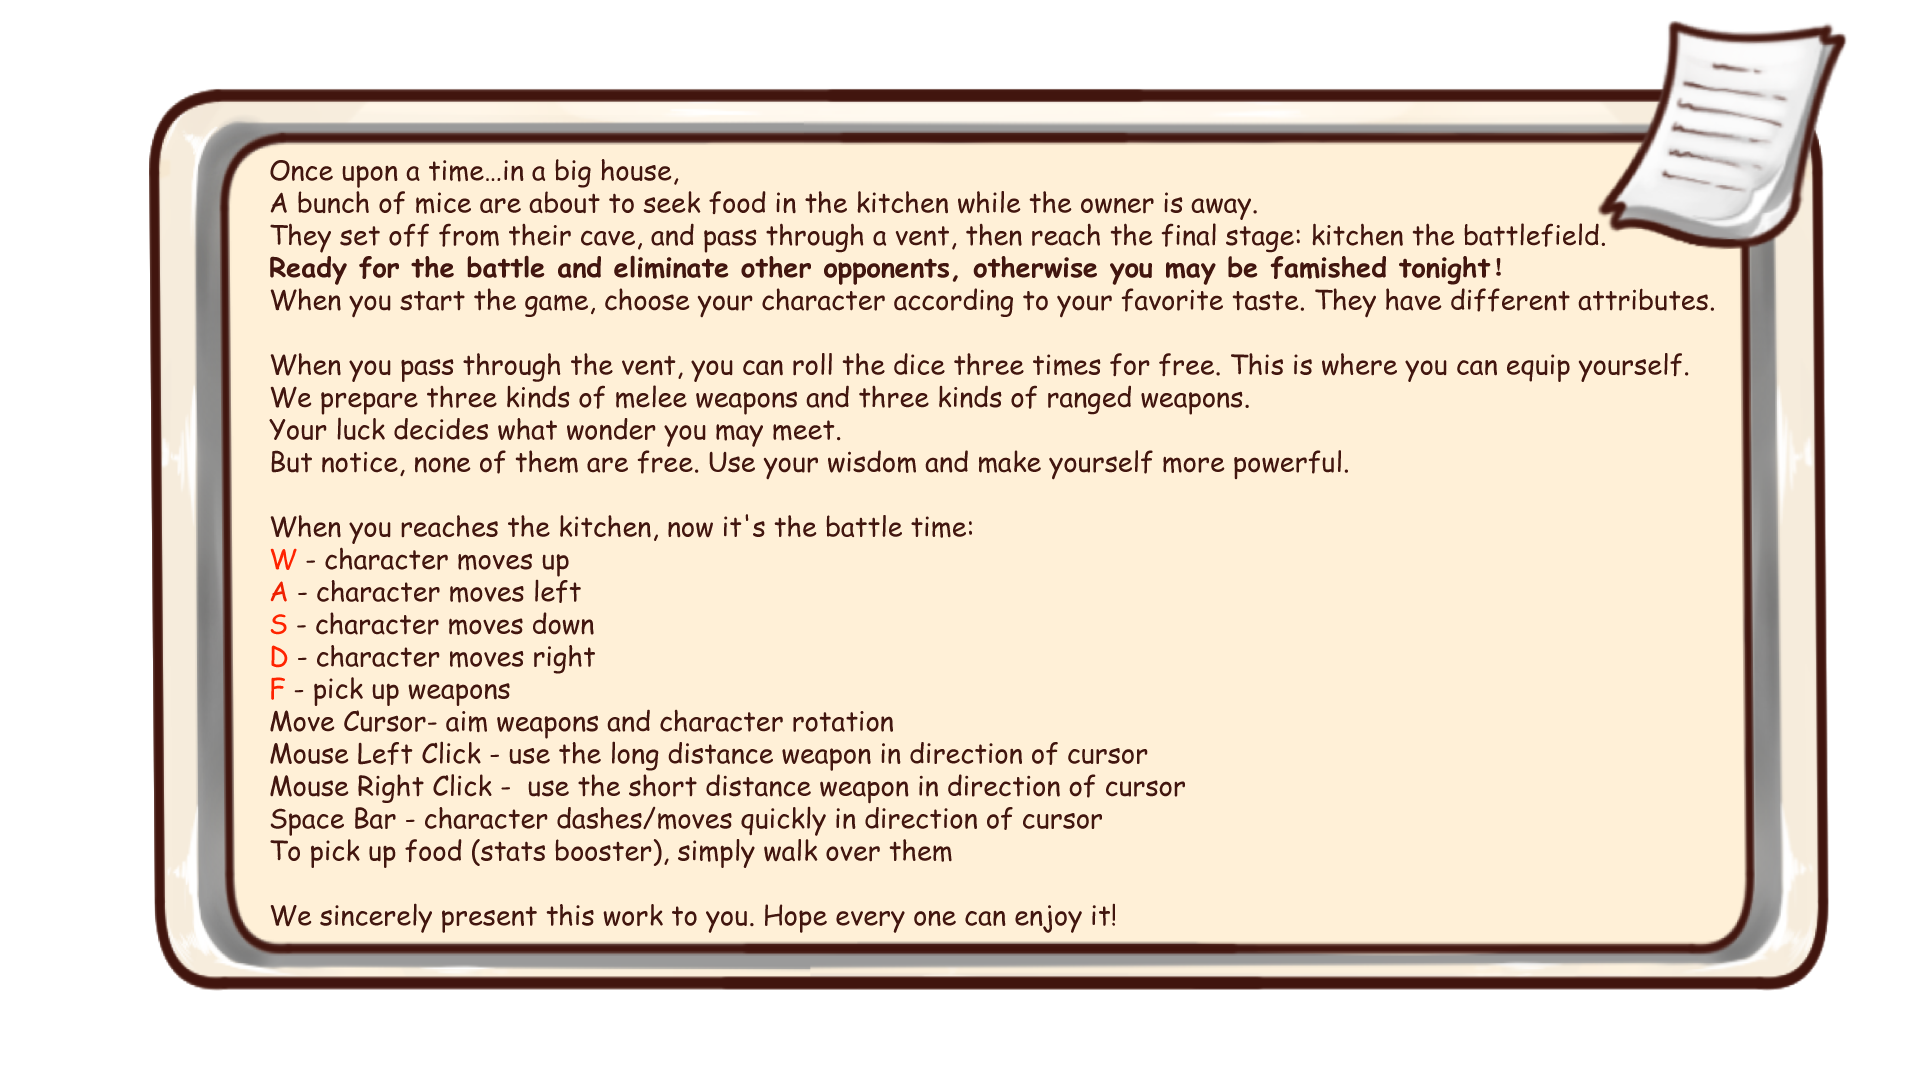 Once upon a time...in a big house,
A bunch of mice are about to seek food in the kitchen while the owner is away.
They set off from their cave, and pass through a vent, then reach the final stage: kitchen the battlefield.
Ready for the battle and eliminate other opponents, otherwise you may be famished tonight!
When you start the game, choose your character according to your favorite taste. They have different attributes.
When you pass through the vent, you can roll the dice three times for free. This is where you can equip yourself.
We prepare three kinds of melee weapons and three kinds of ranged weapons.
Your luck decides what wonder you may meet.
But notice, none of them are free. Use your wisdom and make yourself more powerful.
When you reaches the kitchen, now it's the battle time:
W - character moves up
A - character moves left
S - character moves down
D - character moves right
F - pick up weapons
Move Cursor- aim weapons and character rotation
Mouse Left Click - use the long distance weapon in direction of cursor
Mouse Right Click -  use the short distance weapon in direction of cursor
Space Bar - character dashes/moves quickly in direction of cursor
To pick up food (stats booster), simply walk over them
We sincerely present this work to you. Hope every one can enjoy it!